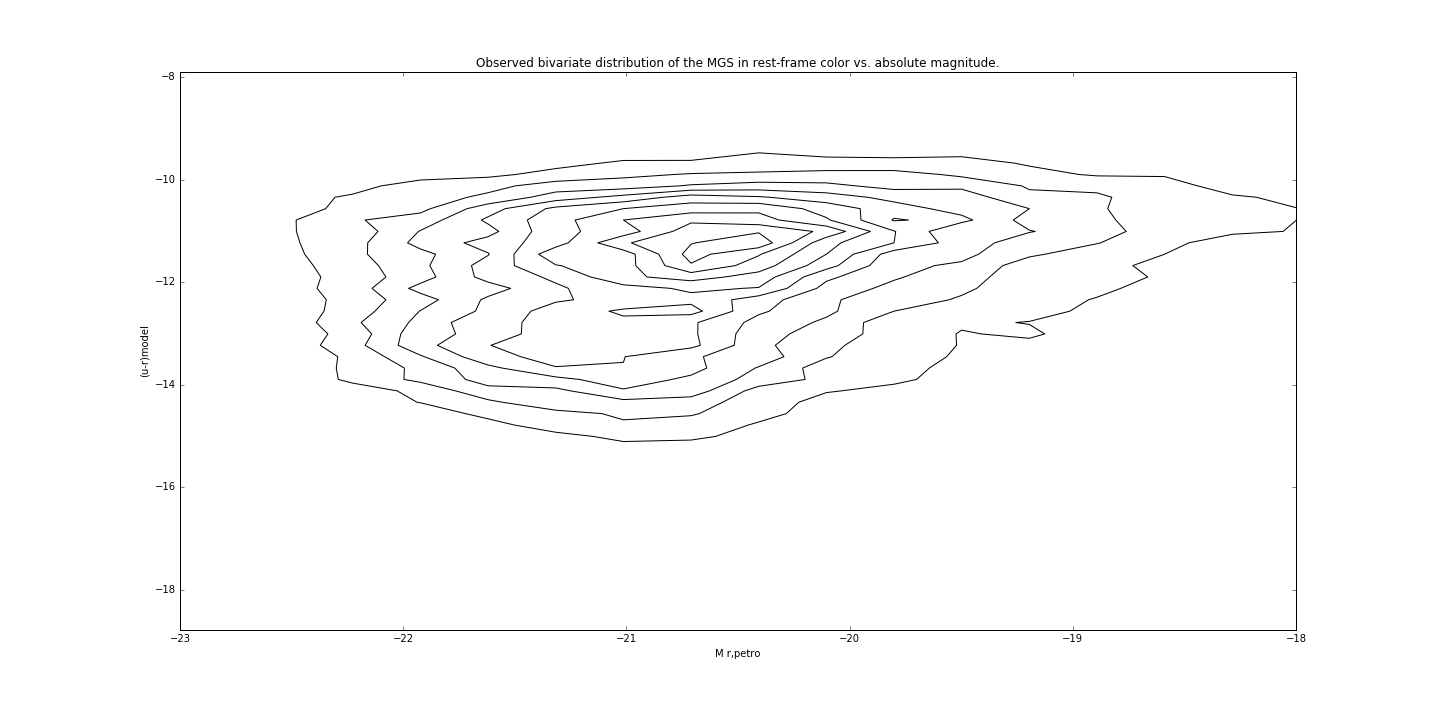 Observed bivariate distribution of the MGS in rest-frame color vs. absolute magnitude.
−8
−10
−12
(u-r)model
−14
−16
−18
−23 −22 −21 −20 −19 −18
M r,petro